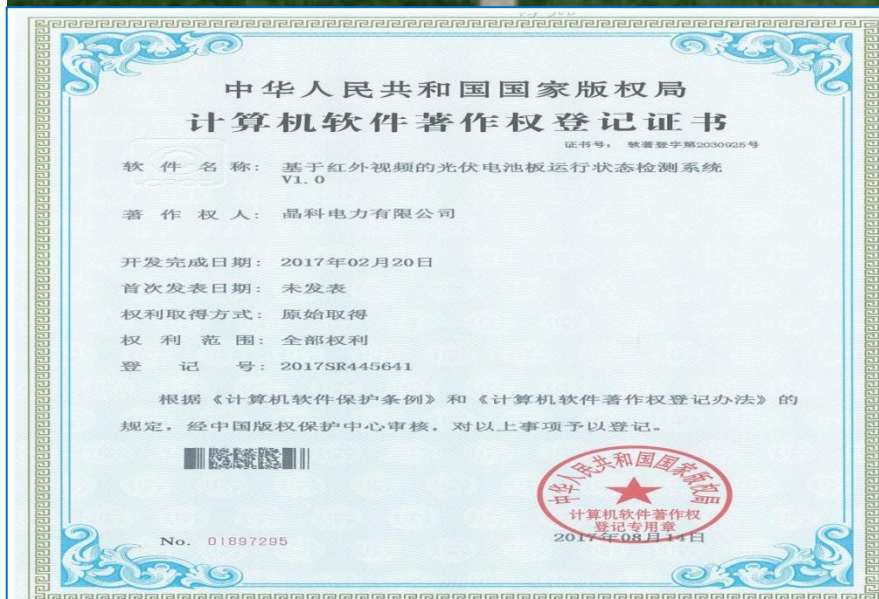 中华人民共和国国家版权局
计算机软件著作权登记证书
证书号： 软著登字第2030925号
软件名称： 基于红外视频的光伏电池板运行状态检测系统
V1.0
著作权人： 晶科电力有限公司
开发完成日期： 2017年02月20日
首次发表日期： 未发表
权利取得方式： 原始取得
权利范围： 全部权利
登记号： 2017SR445641
根据《计算机软件保护条例》和《计算机软件著作权登记办法》的
规定，经中国版权保护中心审核，对以上事项予以登记。
中华人民共和国国家版权局
计算机软件著作权
登记专用章
No. 01897295
2017年08月14日